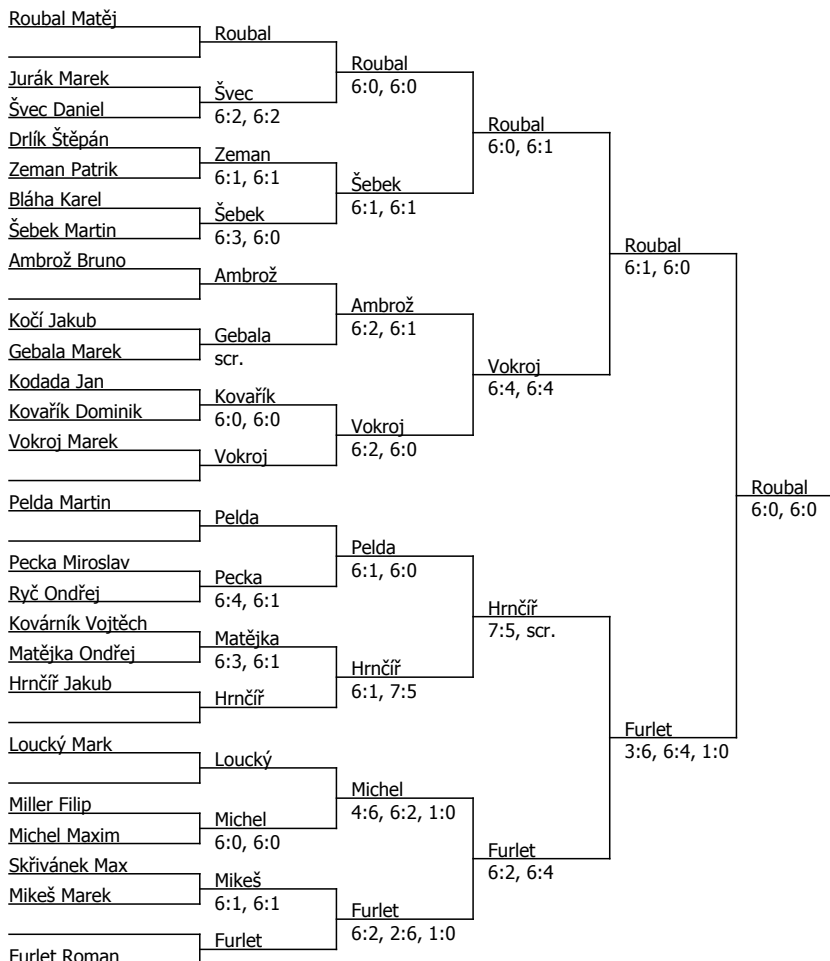 Roubal Matěj
Jurák Marek
Švec Daniel
Drlík Štěpán
Zeman Patrik
Bláha Karel
Šebek Martin
Ambrož Bruno
Kočí Jakub
Gebala Marek
Kodada Jan
Kovařík Dominik
Vokroj Marek
Pelda Martin
Pecka Miroslav
Ryč Ondřej
Kovárník Vojtěch
Matějka Ondřej
Hrnčíř Jakub
Loucký Mark
Miller Filip
Michel Maxim
Skřivánek Max
Mikeš Marek
Furlet Roman
Roubal
Švec
6:2, 6:2
Zeman
6:1, 6:1
Šebek
6:3, 6:0
Ambrož
Gebala
scr.
Kovařík
6:0, 6:0
Vokroj
Pelda
Pecka
6:4, 6:1
Matějka
6:3, 6:1
Hrnčíř
Loucký
Michel
6:0, 6:0
Mikeš
6:1, 6:1
Furlet
Roubal
6:0, 6:0
Šebek
6:1, 6:1
Ambrož
6:2, 6:1
Vokroj
6:2, 6:0
Pelda
6:1, 6:0
Hrnčíř
6:1, 7:5
Michel
4:6, 6:2, 1:0
Furlet
6:2, 2:6, 1:0
Roubal
6:0, 6:1
Vokroj
6:4, 6:4
Hrnčíř
7:5, scr.
Furlet
6:2, 6:4
Roubal
6:1, 6:0
Furlet
3:6, 6:4, 1:0
Roubal
6:0, 6:0